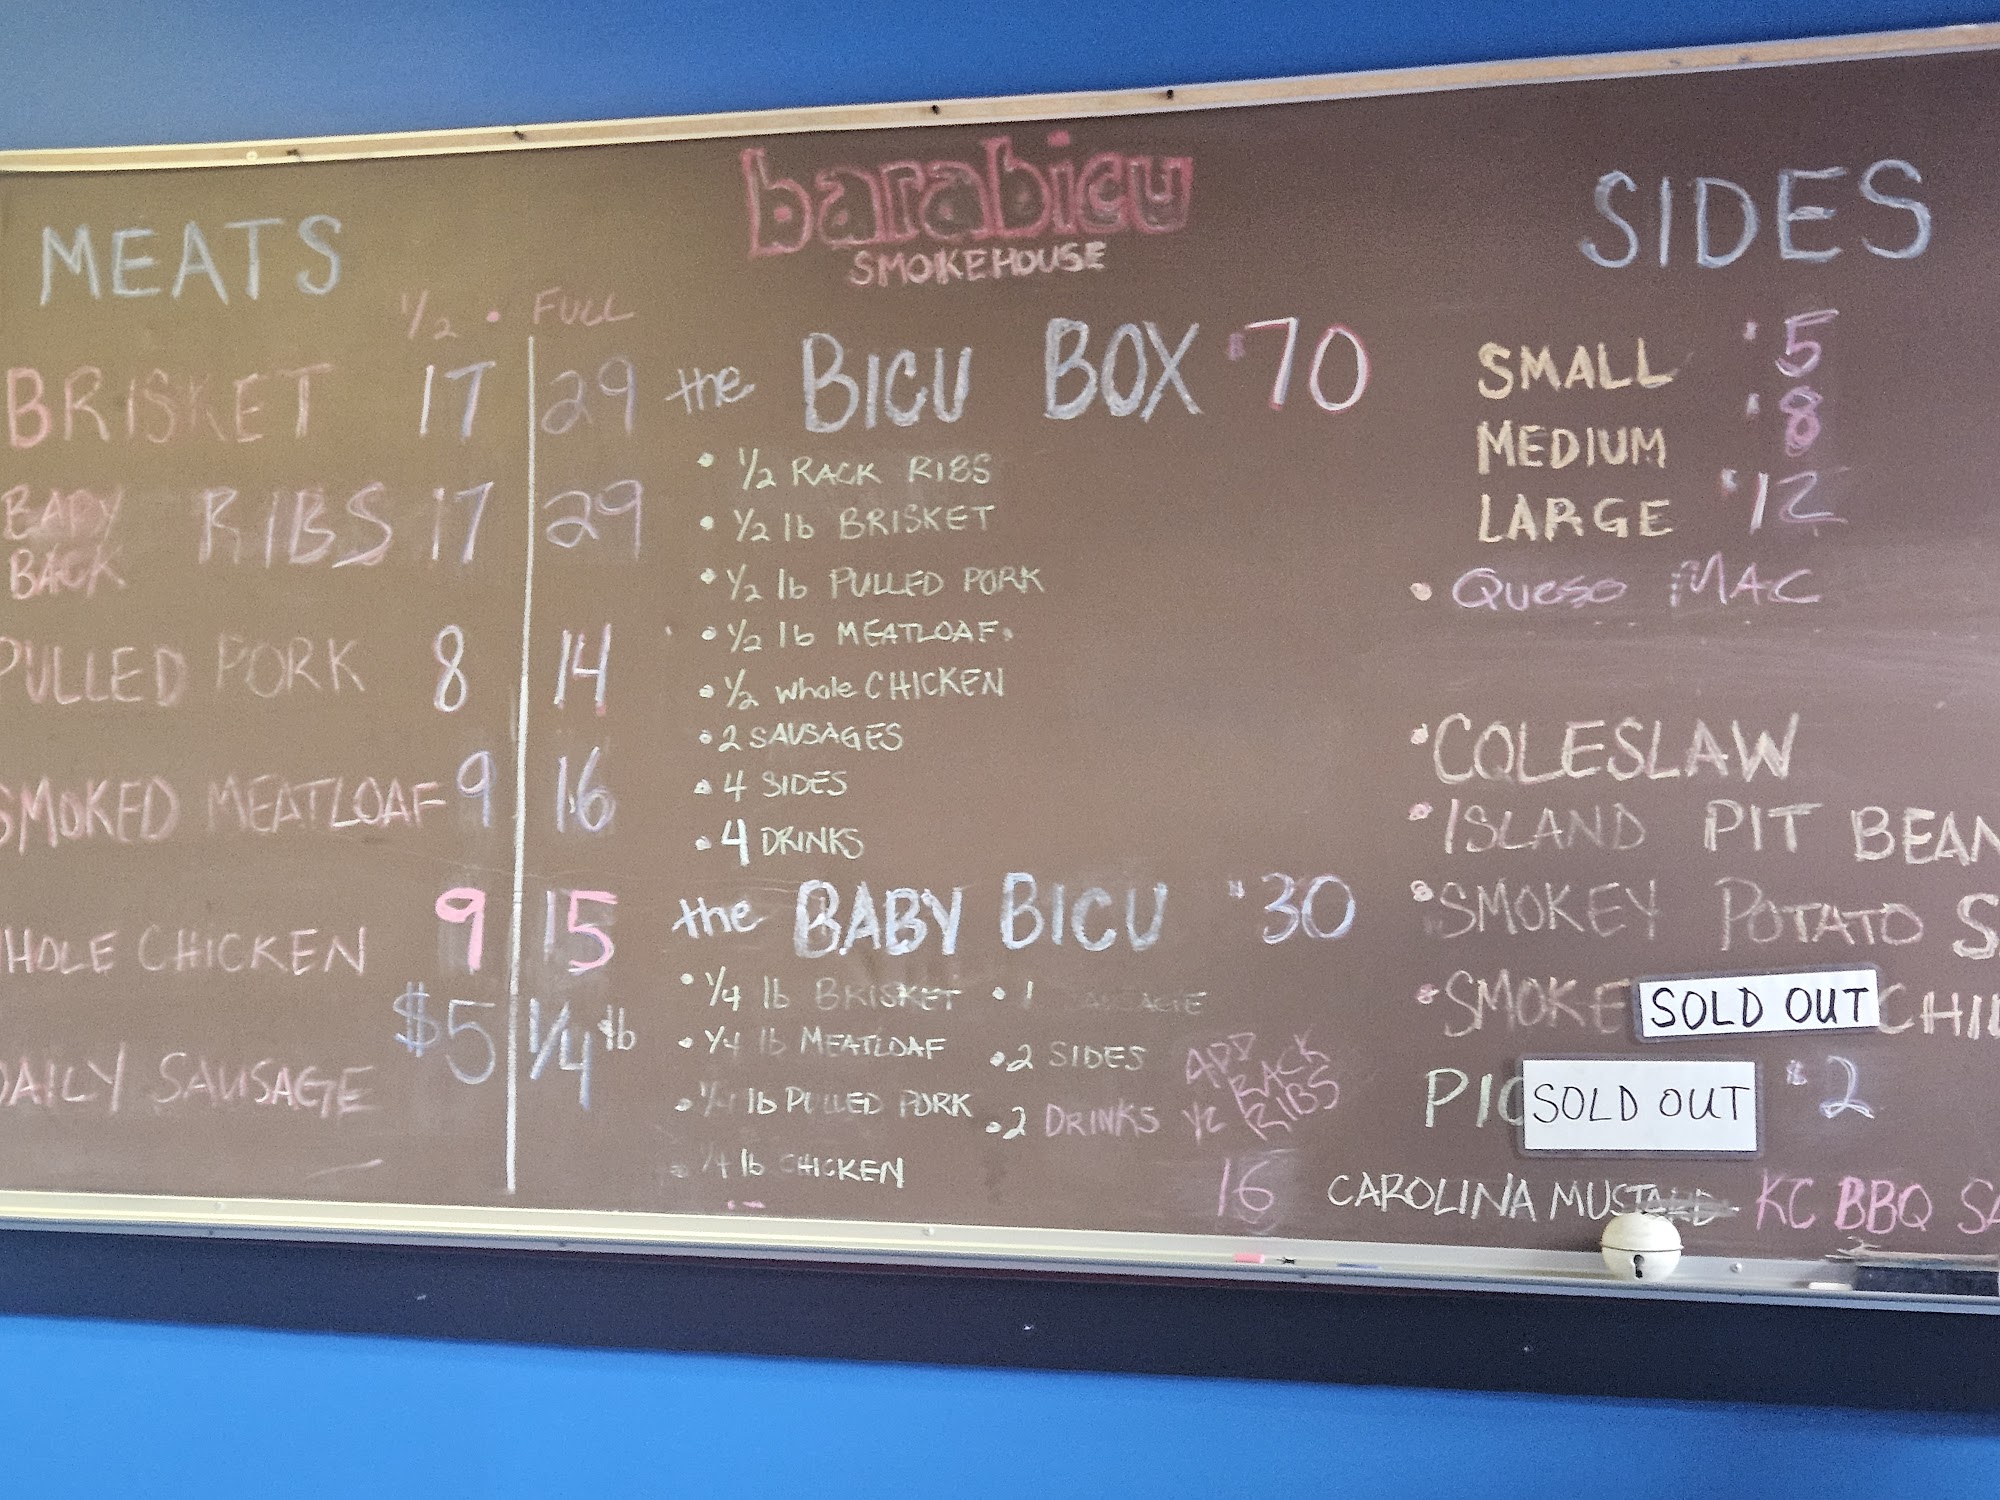 barabicu
SMOKEHOUSE
MEATS
1/2 • FULL
BRISKET 17 29
BABY BACK RIBS 17 29
PULLED PORK 8 14
SMOKED MEATLOAF 9 16
WHOLE CHICKEN 9 15
DAILY SAUSAGE $5 1/4 lb
the BICU BOX $70
• 1/2 RACK RIBS
• 1/2 lb BRISKET
• 1/2 lb PULLED PORK
• 1/2 lb MEATLOAF
• 1/2 whole CHICKEN
• 2 SAUSAGES
• 4 SIDES
• 4 DRINKS
the BABY BICU $30
• 1/4 lb BRISKET
• 1/4 lb MEATLOAF
• 1/4 lb PULLED PORK
• 1/4 lb CHICKEN
• 1
• 2 SIDES
• 2 DRINKS
ADD
1/2 RACK
RIBS
16
SIDES
SMALL $5
MEDIUM $8
LARGE $12
• QUESO MAC
• COLESLAW
• ISLAND PIT BEAN
• SMOKEY POTATO S
• SMOKE SOLD OUT CHI
PIC SOLD OUT $2
CAROLINA MUSTARD KC BBQ SA